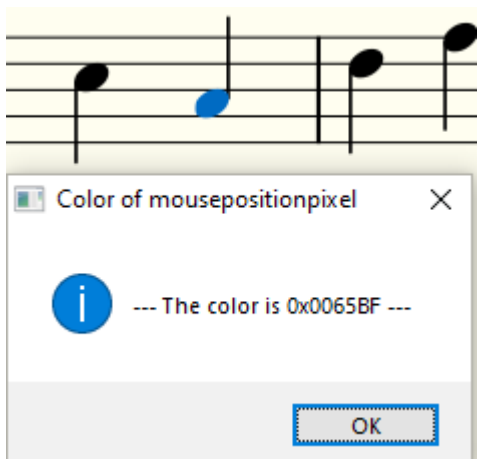 Color of mousepositionpixel
--- The color is 0x0065BF ---
OK